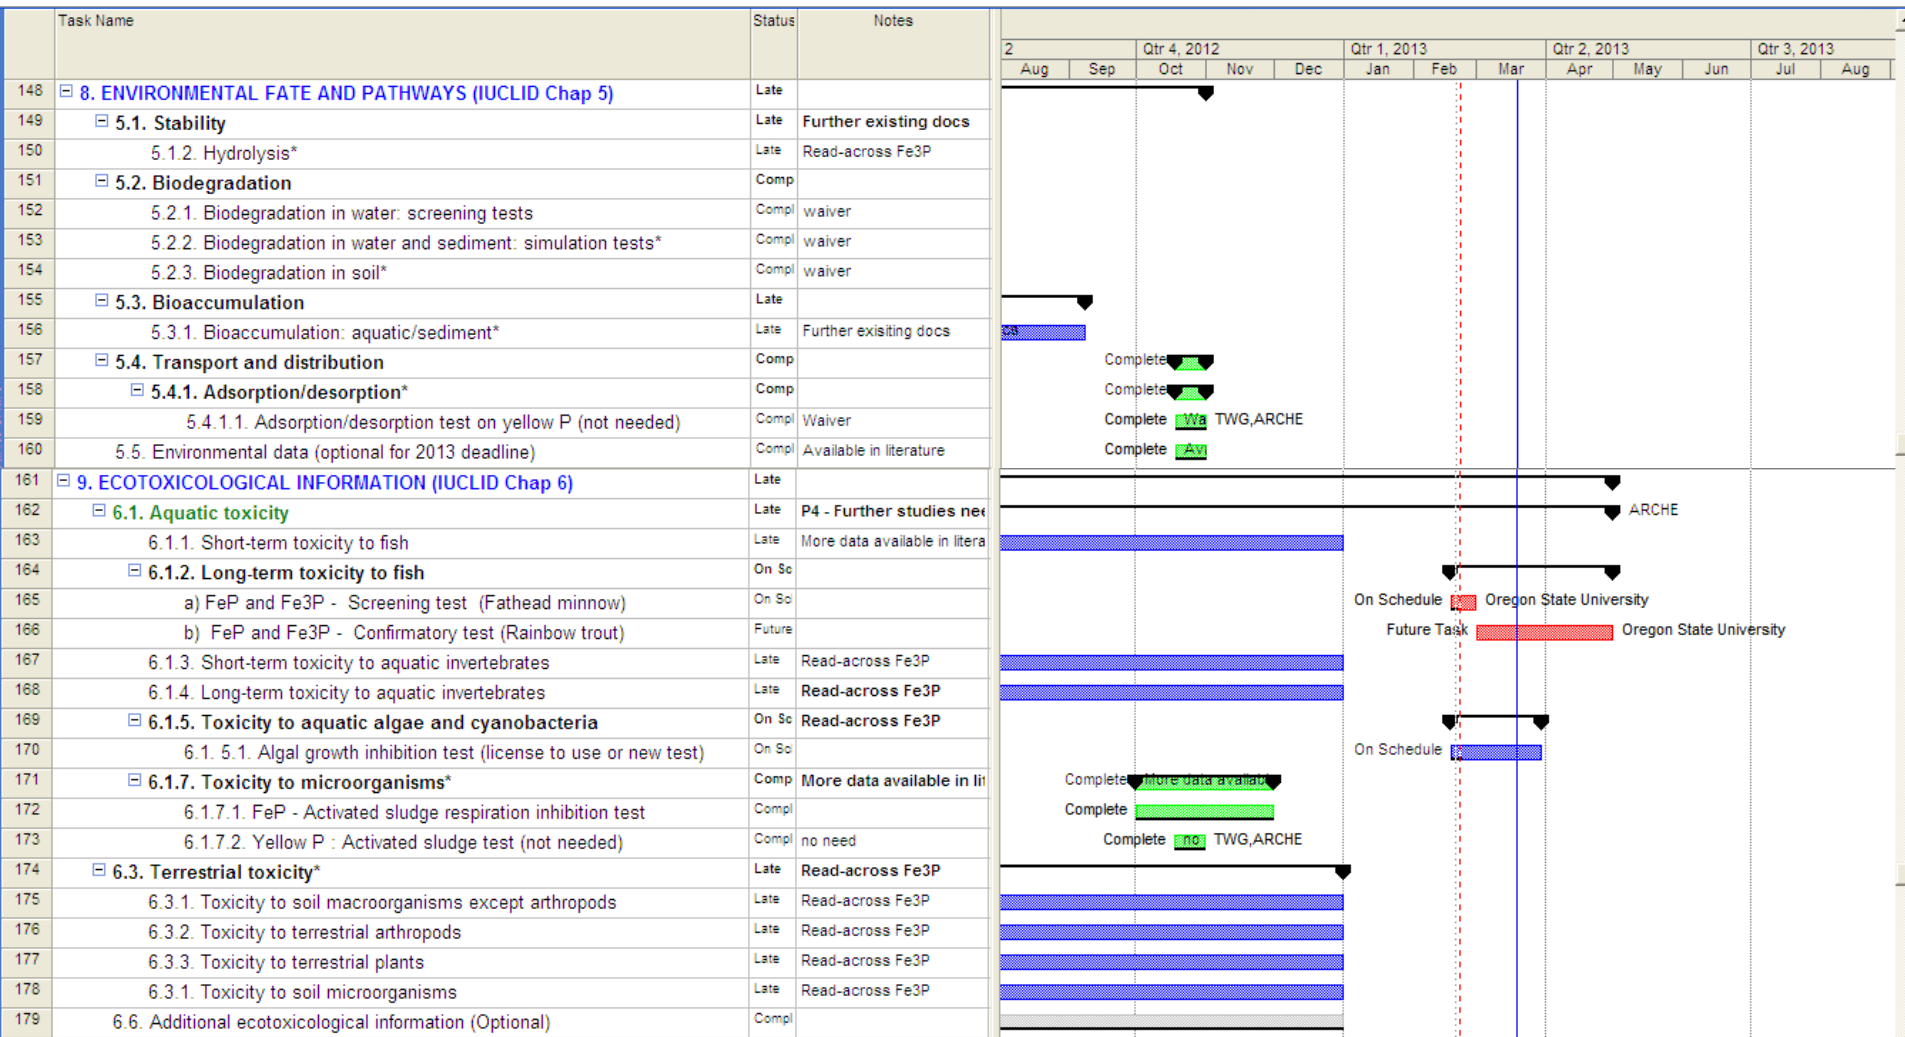 Task Name Status Notes
2 Qtr 4, 2012 Qtr 1, 2013 Qtr 2, 2013 Qtr 3, 2013
Aug Sep Oct Nov Dec Jan Feb Mar Apr May Jun Jul Aug
148 8. ENVIRONMENTAL FATE AND PATHWAYS (IUCLID Chap 5) Late
149 5.1. Stability Late Further existing docs
150 5.1.2. Hydrolysis* Late Read-across Fe3P
151 5.2. Biodegradation Comp
152 5.2.1. Biodegradation in water: screening tests Compl waiver
153 5.2.2. Biodegradation in water and sediment: simulation tests* Compl waiver
154 5.2.3. Biodegradation in soil* Compl waiver
155 5.3. Bioaccumulation Late
156 5.3.1. Bioaccumulation: aquatic/sediment* Late Further exisiting docs
157 5.4. Transport and distribution Comp Complete
158 5.4.1. Adsorption/desorption* Comp Complete
159 5.4.1.1. Adsorption/desorption test on yellow P (not needed) Compl Waiver Complete Wa TWG,ARCHE
160 5.5. Environmental data (optional for 2013 deadline) Compl Available in literature Complete Av
161 9. ECOTOXICOLOGICAL INFORMATION (IUCLID Chap 6) Late
162 6.1. Aquatic toxicity Late P4 - Further studies nee ARCHE
163 6.1.1. Short-term toxicity to fish Late More data available in litera
164 6.1.2. Long-term toxicity to fish On Sc
165 a) FeP and Fe3P - Screening test (Fathead minnow) On Scl On Schedule Oregon State University
166 b) FeP and Fe3P - Confirmatory test (Rainbow trout) Future Future Task Oregon State University
167 6.1.3. Short-term toxicity to aquatic invertebrates Late Read-across Fe3P
168 6.1.4. Long-term toxicity to aquatic invertebrates Late Read-across Fe3P
169 6.1.5. Toxicity to aquatic algae and cyanobacteria On Sc Read-across Fe3P
170 6.1. 5.1. Algal growth inhibition test (license to use or new test) On Scl On Schedule
171 6.1.7. Toxicity to microorganisms* Comp More data available in lit Complete More data availab
172 6.1.7.1. FeP - Activated sludge respiration inhibition test Compl Complete
173 6.1.7.2. Yellow P : Activated sludge test (not needed) Compl no need Complete no TWG,ARCHE
174 6.3. Terrestrial toxicity* Late Read-across Fe3P
175 6.3.1. Toxicity to soil macroorganisms except arthropods Late Read-across Fe3P
176 6.3.2. Toxicity to terrestrial arthropods Late Read-across Fe3P
177 6.3.3. Toxicity to terrestrial plants Late Read-across Fe3P
178 6.3.1. Toxicity to soil microorganisms Late Read-across Fe3P
179 6.6. Additional ecotoxicological information (Optional) Compl